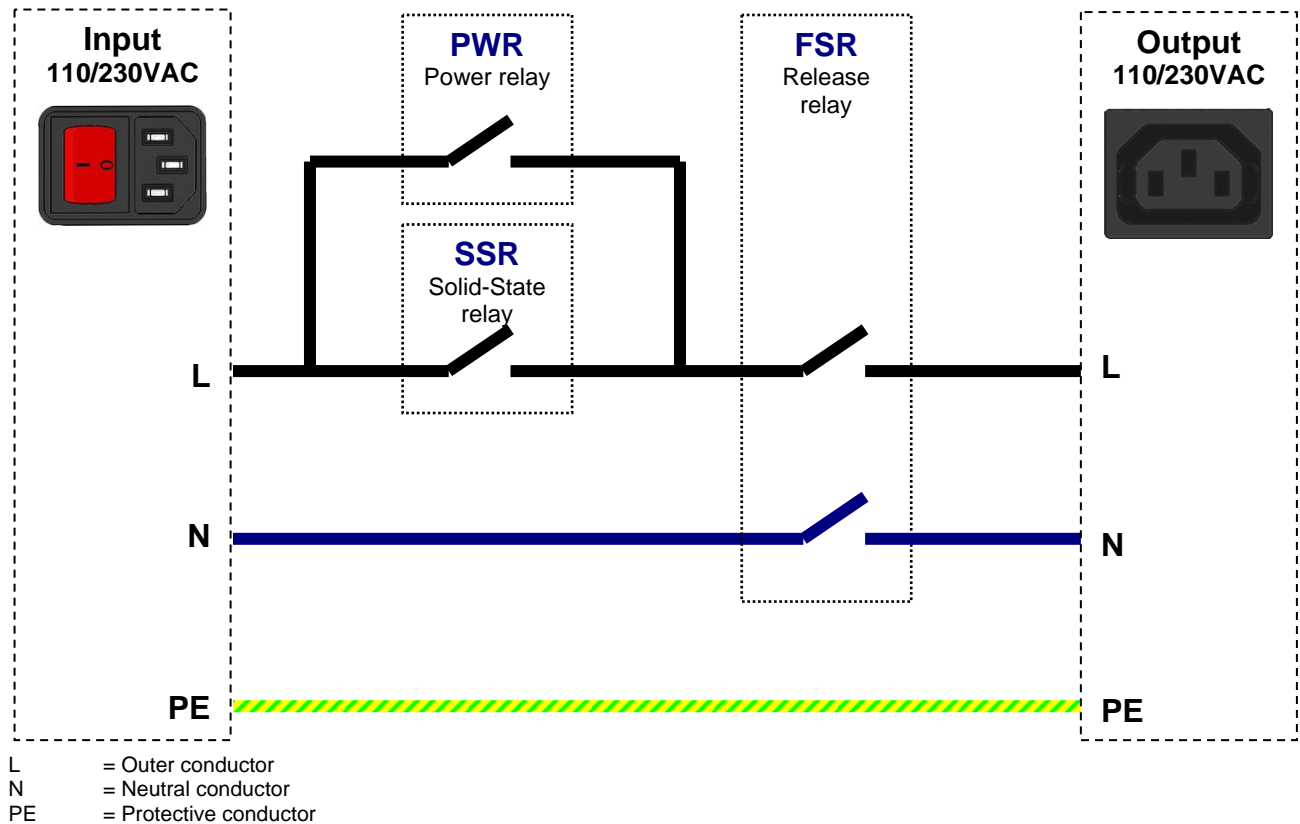 Input
110/230VAC
PWR
Power relay
FSR
Release
relay
Output
110/230VAC
SSR
Solid-State
relay
L
L
N
N
PE
PE
L = Outer conductor
N = Neutral conductor
PE = Protective conductor